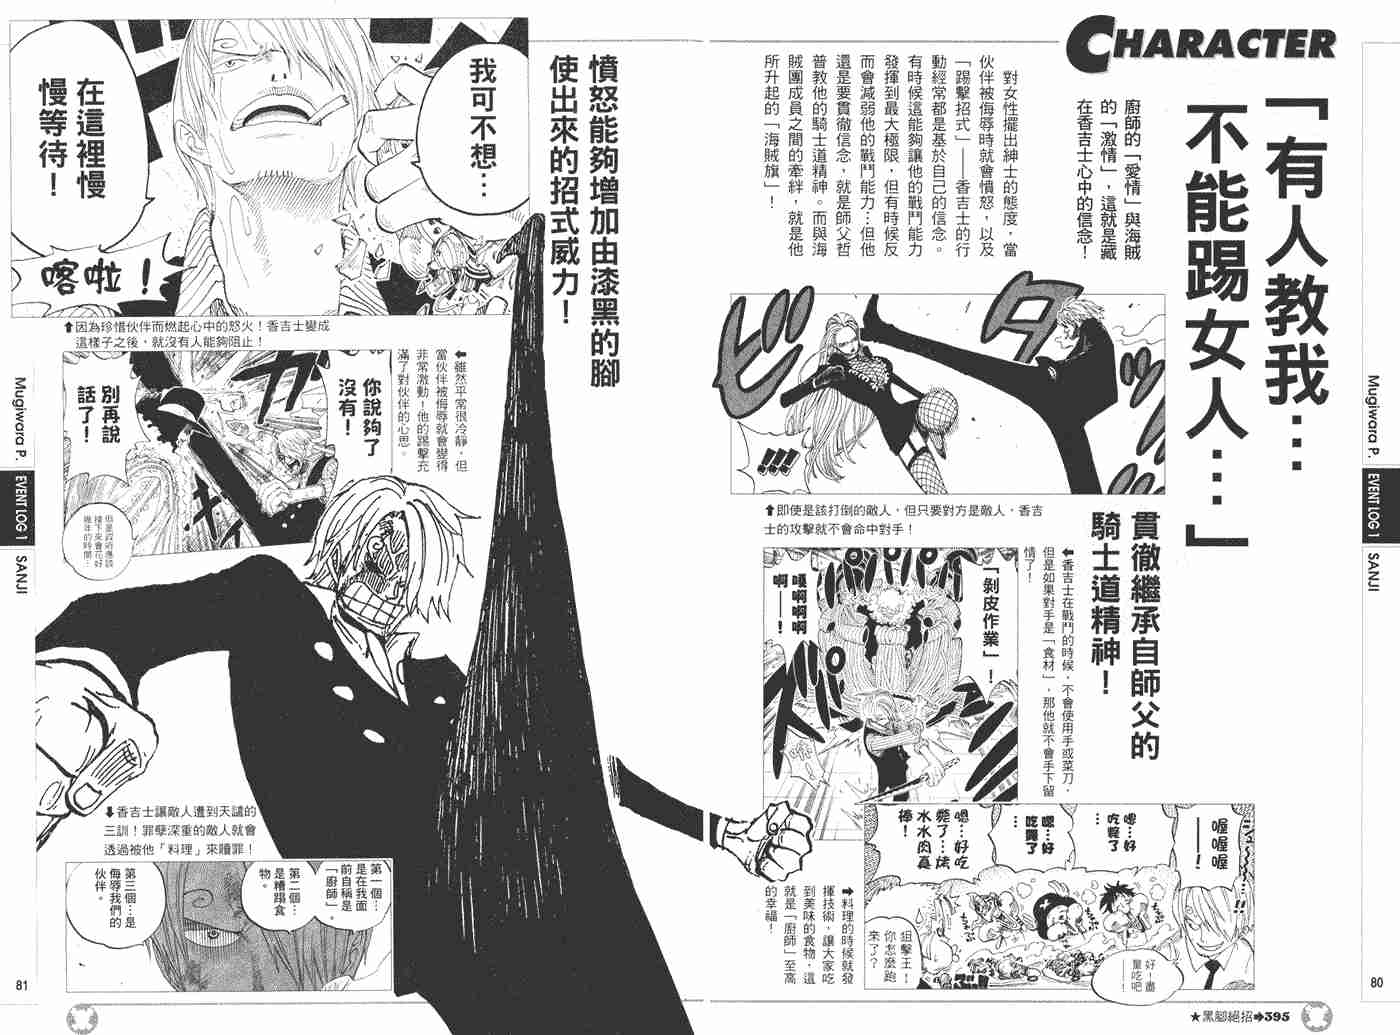 CHARACTER
「有人教我…
不能踢女人…」
廚師的「愛情」與海賊
的「激情」，這就是藏
在香吉士心中的信念！
對女性擺出紳士的態度，當
伙伴被侮辱時就會憤怒，以及
「踢擊招式」——香吉士的行
動經常都是基於自己的信念。
有時候這能夠讓他的戰鬥能力
發揮到最大極限，但有時候反
而會減弱他的戰鬥能力…但他
還是要貫徹信念，就是師父哲
普教他的騎士道精神。而與海
賊團成員之間的牽絆，就是他
所升起的「海賊旗」！
ビ
タッ
!!!!
⬆即使是該打倒的敵人，但只要對方是敵人，香吉
士的攻擊就不會命中對手！
貫徹繼承自師父的
騎士道精神！
⬅香吉士在戰鬥的時候，不會使用手或菜刀，
但是如果對手是「食材」，那他就不會手下留
情了！
「剝皮作業」！
嘎啊啊啊
啊——！
喔喔喔
——！
嗯…好
吃斃了
…
嗯…好
吃斃了
…
嗯…好吃
斃了…妹
水水肉真
棒！
狙擊王！
你怎麼跑
來了？
好！盡
量吃吧
➡料理的時候就發
揮技術，讓大家吃
到美味的食物，這
就是「廚師」至高
的幸福！
★黑腳絕招➡395
Mugiwara P.
EVENT LOG 1
SANJI
80
憤怒能夠增加由漆黑的腳
使出來的招式威力！
我可不想…
在這裡慢
慢等待！
喀啦！
⬆因為珍惜伙伴而燃起心中的怒火！香吉士變成
這樣子之後，就沒有人能夠阻止！
⬅雖然平常很冷靜，但
當伙伴被侮辱就會變得
非常激動！他的踢擊充
滿了對伙伴的心思。
你說夠了
沒有！
別再說
話了！
⬇香吉士讓敵人遭到天譴的
三訓！罪孽深重的敵人就會
透過被他「料理」來贖罪！
第一個…
是在我面
前自稱是
「廚師」。
第二個…
是糟蹋食
物。
第三個…是
侮辱我們的
伙伴。
Mugiwara P.
EVENT LOG 1
SANJI
81